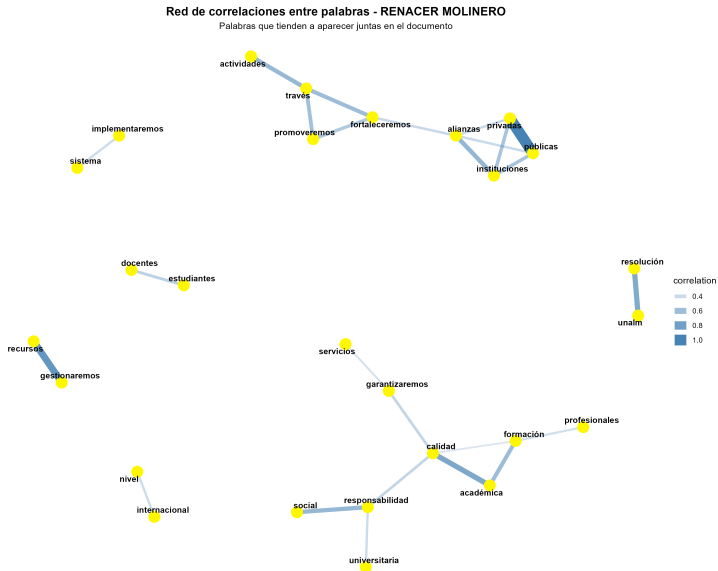 Red de correlaciones entre palabras - RENACER MOLINERO
Palabras que tienden a aparecer juntas en el documento
actividades
través
implementaremos
promoveremos
fortaleceremos
alianzas
privadas
públicas
sistema
instituciones
docentes
estudiantes
resolución
unalm
correlation
0.4
0.6
0.8
1.0
recursos
gestionaremos
servicios
garantizaremos
profesionales
formación
calidad
académica
nivel
internacional
social
responsabilidad
universitaria